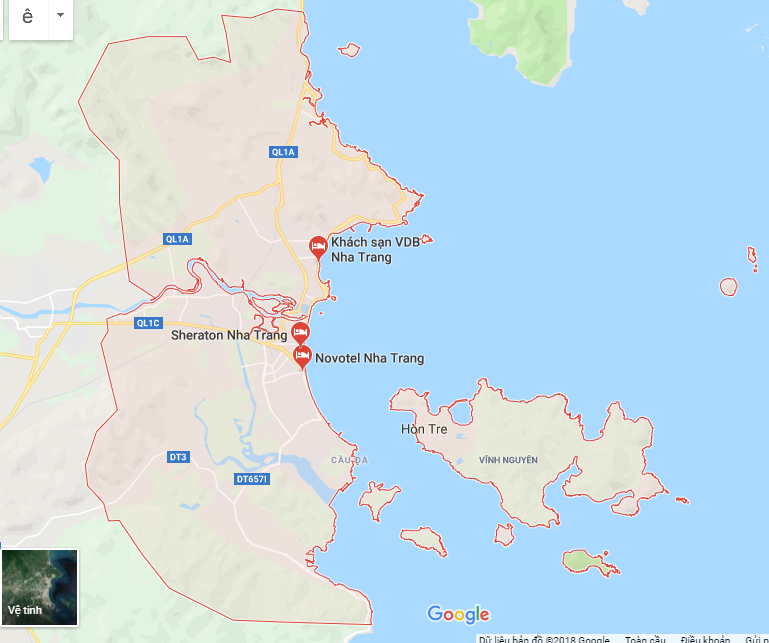 ê
QL1A
QL1A
Khách sạn VDB
Nha Trang
QL1C
Sheraton Nha Trang
Novotel Nha Trang
Hòn Tre
DT3
CẦU ĐÁ
VĨNH NGUYÊN
DT657I
Vệ tinh
Google
Dữ liệu bản đồ ©2018 Google
Toàn cầu
Điều khoản
Gửi p